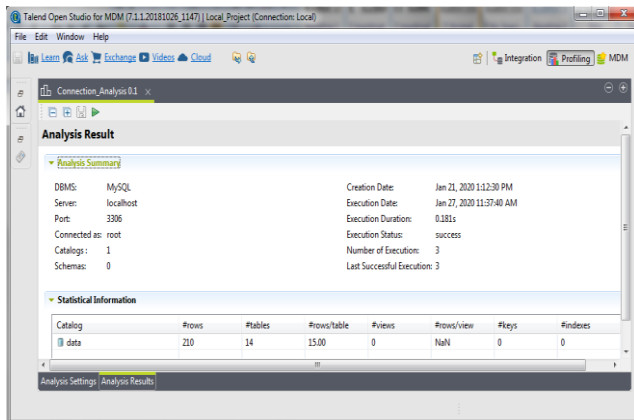 Talend Open Studio for MDM (7.1.1.20181026_1147) | Local_Project (Connection: Local)
File Edit Window Help
Learn Ask Exchange Videos Cloud Integration Profiling MDM
Connection_Analysis 0.1
Analysis Result
Analysis Summary
DBMS: MySQL Creation Date: Jan 21, 2020 1:12:30 PM
Server: localhost Execution Date: Jan 27, 2020 11:37:40 AM
Port: 3306 Execution Duration: 0.181s
Connected as: root Execution Status: success
Catalogs : 1 Number of Execution: 3
Schemas: 0 Last Successful Execution: 3
Statistical Information
Catalog #rows #tables #rows/table #views #rows/view #keys #indexes
data 210 14 15.00 0 NaN 0 0
Analysis Settings Analysis Results